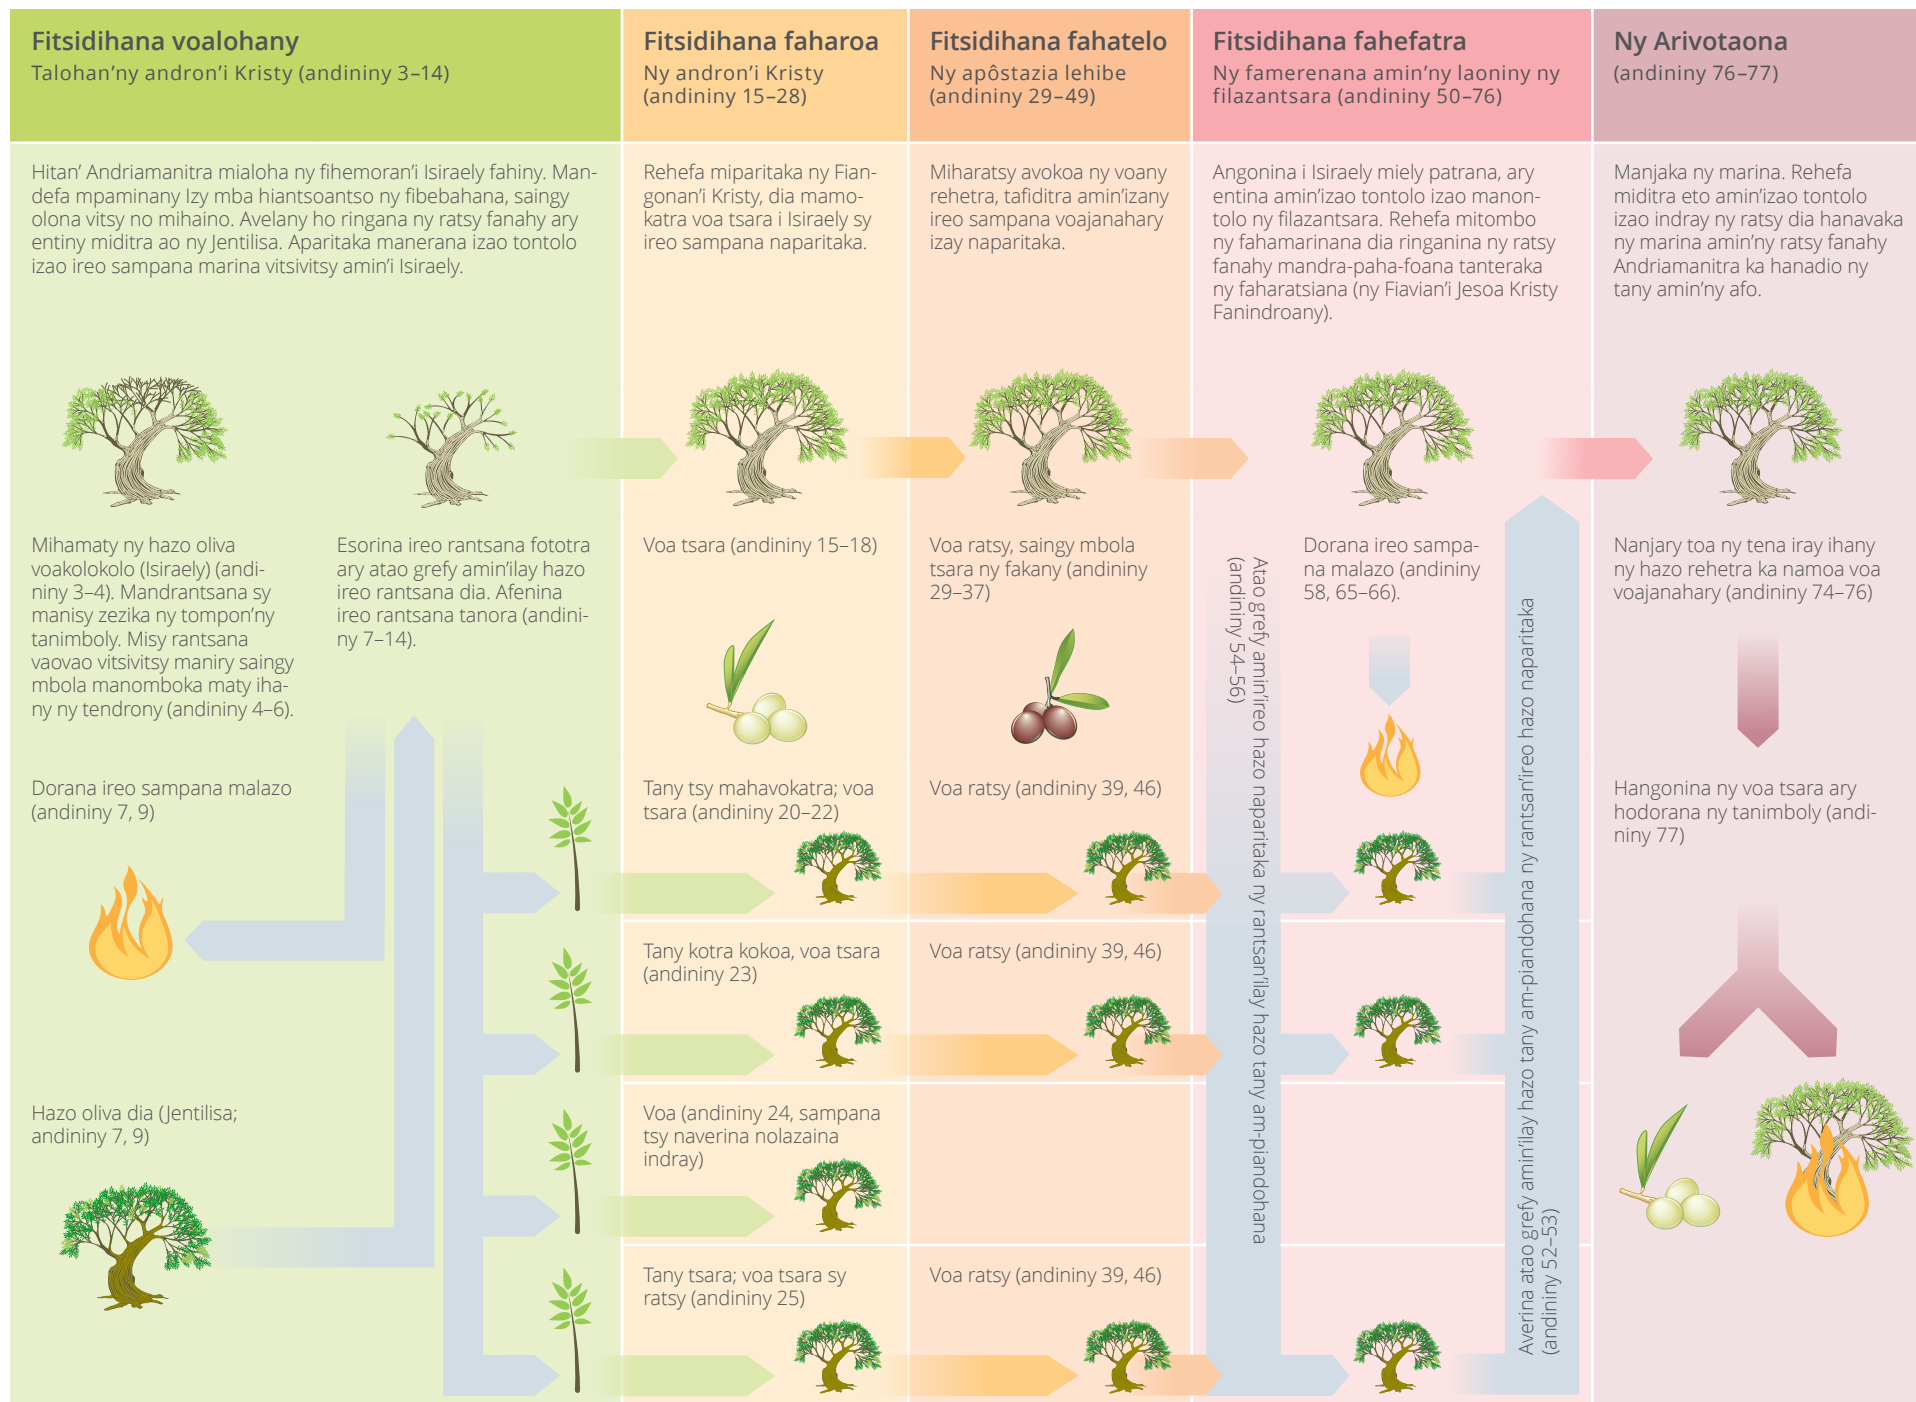 Fitsidihana voalohany
Talohan’ny andron’i Kristy (andininy 3–14)
Fitsidihana faharoa
Ny andron’i Kristy
(andininy 15–28)
Fitsidihana fahatelo
Ny apôstazia lehibe
(andininy 29–49)
Fitsidihana fahefatra
Ny famerenana amin’ny laoniny ny
filazantsara (andininy 50–76)
Ny Arivotaona
(andininy 76–77)
Hitan’ Andriamanitra mialoha ny fihemoran’i Isiraely fahiny. Man-
defa mpaminany Izy mba hiantsoantso ny fibebahana, saingy
olona vitsy no mihaino. Avelany ho ringana ny ratsy fanahy ary
entiny miditra ao ny Jentilisa. Aparitaka manerana izao tontolo
izao ireo sampana marina vitsivitsy amin’i Isiraely.
Rehefa miparitaka ny Fian-
gonan’i Kristy, dia mamo-
katra voa tsara i Isiraely sy
ireo sampana naparitaka.
Miharatsy avokoa ny voany
rehetra, tafiditra amin’izany
ireo sampana voajanahary
izay naparitaka.
Angonina i Isiraely miely patrana, ary
entina amin’izao tontolo izao manon-
tolo ny filazantsara. Rehefa mitombo
ny fahamarinana dia ringanina ny ratsy
fanahy mandra-paha-foana tanteraka
ny faharatsiana (ny Fiavian’i Jesoa Kristy
Fanindroany).
Manjaka ny marina. Rehefa
miditra eto amin’izao tontolo
izao indray ny ratsy dia hanavaka
ny marina amin’ny ratsy fanahy
Andriamanitra ka hanadio ny
tany amin’ny afo.
Mihamaty ny hazo oliva
voakolokolo (Isiraely) (andi-
niny 3–4). Mandrantsana sy
manisy zezika ny tompon’ny
tanimboly. Misy rantsana
vaovao vitsivitsy maniry saingy
mbola manomboka maty iha-
ny ny tendrony (andininy 4–6).
Esorina ireo rantsana fototra
ary atao grefy amin’ilay hazo
ireo rantsana dia. Afenina
ireo rantsana tanora (andini-
ny 7–14).
Voa tsara (andininy 15–18)
Voa ratsy, saingy mbola
tsara ny fakany (andininy
29–37)
Atao grefy amin’ireo hazo naparitaka ny rantsan’ilay hazo tany am-piandohana
(andininy 54–56)
Dorana ireo sampa-
na malazo (andininy
58, 65–66).
Averina atao grefy amin’ilay hazo tany am-piandohana ny rantsan’ireo hazo naparitaka
(andininy 52–53)
Nanjary toa ny tena iray ihany
ny hazo rehetra ka namoa voa
voajanahary (andininy 74–76)
Dorana ireo sampana malazo
(andininy 7, 9)
Tany tsy mahavokatra; voa
tsara (andininy 20–22)
Voa ratsy (andininy 39, 46)
Hangonina ny voa tsara ary
hodorana ny tanimboly (andi-
niny 77)
Tany kotra kokoa, voa tsara
(andininy 23)
Voa ratsy (andininy 39, 46)
Hazo oliva dia (Jentilisa;
andininy 7, 9)
Voa (andininy 24, sampana
tsy naverina nolazaina
indray)
Tany tsara; voa tsara sy
ratsy (andininy 25)
Voa ratsy (andininy 39, 46)